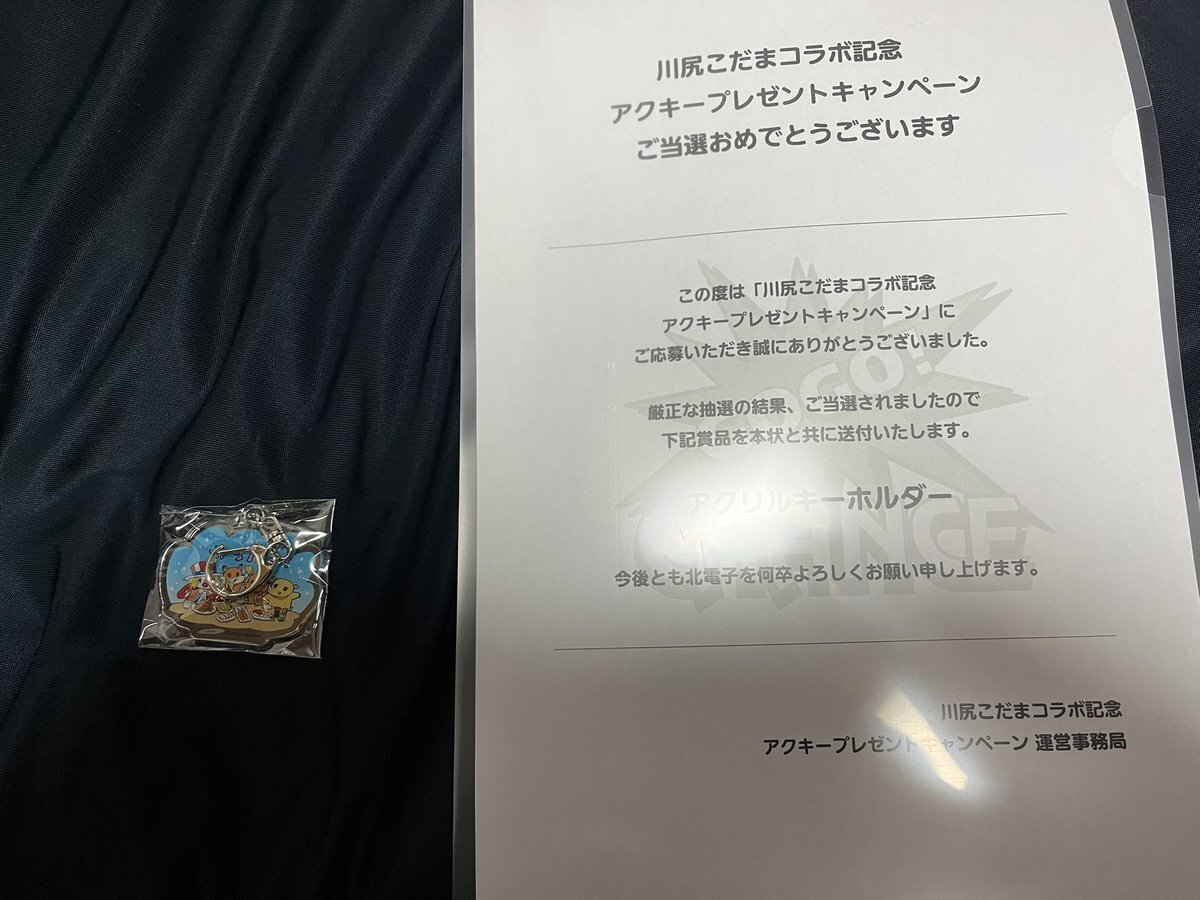 川尻こだまコラボ記念
アクキープレゼントキャンペーン
ご当選おめでとうございます
この度は「川尻こだまコラボ記念
アクキープレゼントキャンペーン」に
ご応募いただき誠にありがとうございました。
厳正な抽選の結果、ご当選されましたので
下記賞品を本状と共に送付いたします。
アクリルキーホルダー
今後とも北電子を何卒よろしくお願い申し上げます。
川尻こだまコラボ記念
アクキープレゼントキャンペーン 運営事務局
GOGO!
CHANCE